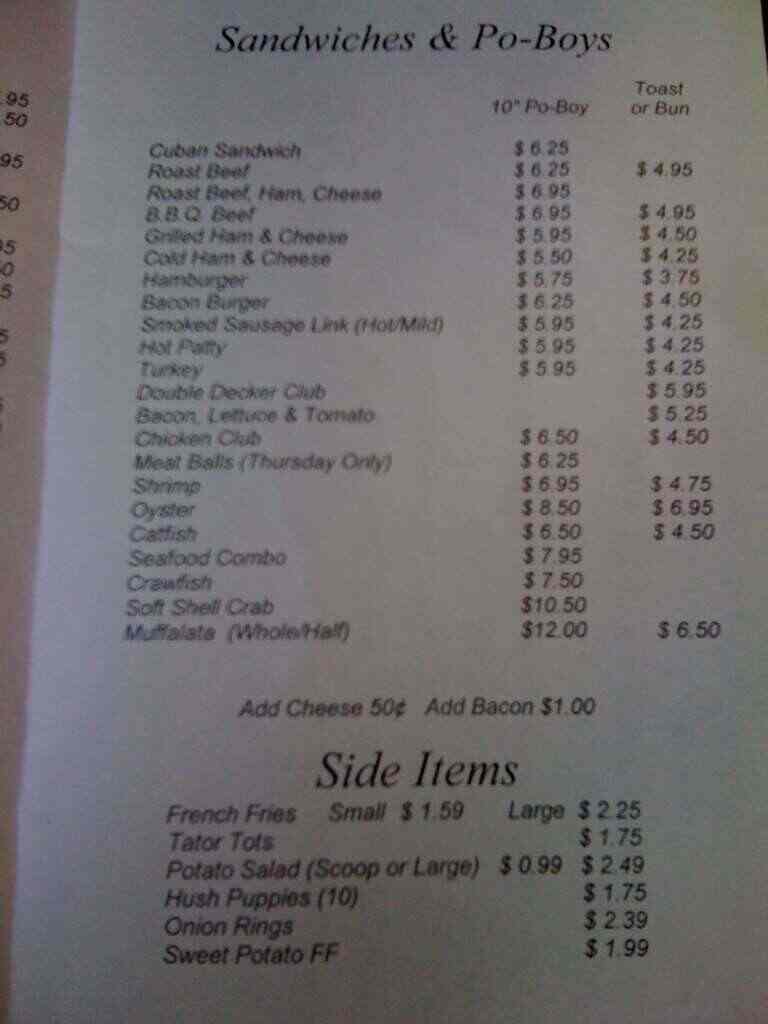 Sandwiches & Po-Boys
Toast
10" Po-Boy or Bun
Cuban Sandwich $ 6.25
Roast Beef $ 6.25 $ 4.95
Roast Beef, Ham, Cheese $ 6.95
B.B.Q. Beef $ 6.95 $ 4.95
Grilled Ham & Cheese $ 5.95 $ 4.50
Cold Ham & Cheese $ 5.50 $ 4.25
Hamburger $ 5.75 $ 3.75
Bacon Burger $ 6.25 $ 4.50
Smoked Sausage Link (Hot/Mild) $ 5.95 $ 4.25
Hot Patty $ 5.95 $ 4.25
Turkey $ 5.95 $ 4.25
Double Decker Club $ 5.95
Bacon, Lettuce & Tomato $ 5.25
Chicken Club $ 6.50 $ 4.50
Meat Balls (Thursday Only) $ 6.25
Shrimp $ 6.95 $ 4.75
Oyster $ 8.50 $ 6.95
Catfish $ 6.50 $ 4.50
Seafood Combo $ 7.95
Crawfish $ 7.50
Soft Shell Crab $10.50
Muffalata (Whole/Half) $12.00 $ 6.50
Add Cheese 50¢ Add Bacon $1.00
Side Items
French Fries Small $ 1.59 Large $ 2.25
Tator Tots $ 1.75
Potato Salad (Scoop or Large) $ 0.99 $ 2.49
Hush Puppies (10) $ 1.75
Onion Rings $ 2.39
Sweet Potato FF $ 1.99